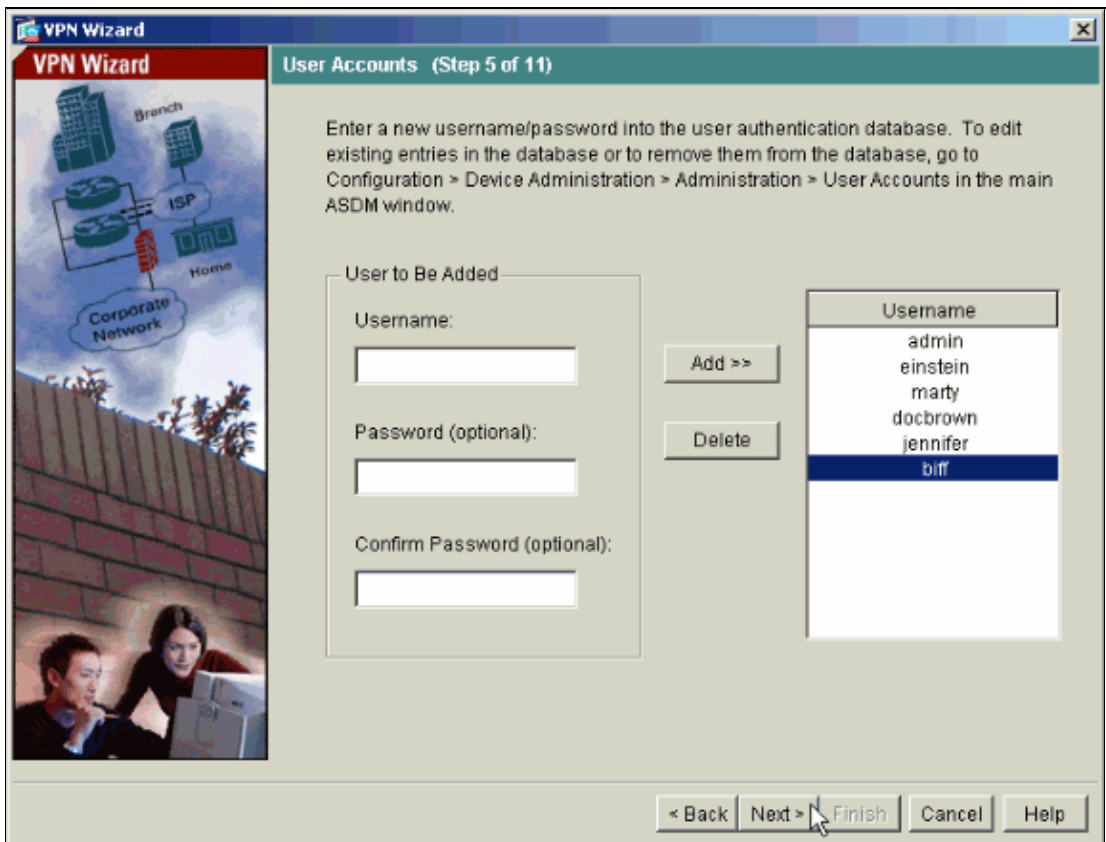 VPN Wizard
VPN Wizard
Branch
ISP
Home
Corporate
Network
User Accounts (Step 5 of 11)
Enter a new username/password into the user authentication database. To edit
existing entries in the database or to remove them from the database, go to
Configuration > Device Administration > Administration > User Accounts in the main
ASDM window.
User to Be Added
Username:
Password (optional):
Confirm Password (optional):
Add >>
Delete
Username
admin
einstein
marty
docbrown
jennifer
biff
< Back
Next >
Finish
Cancel
Help